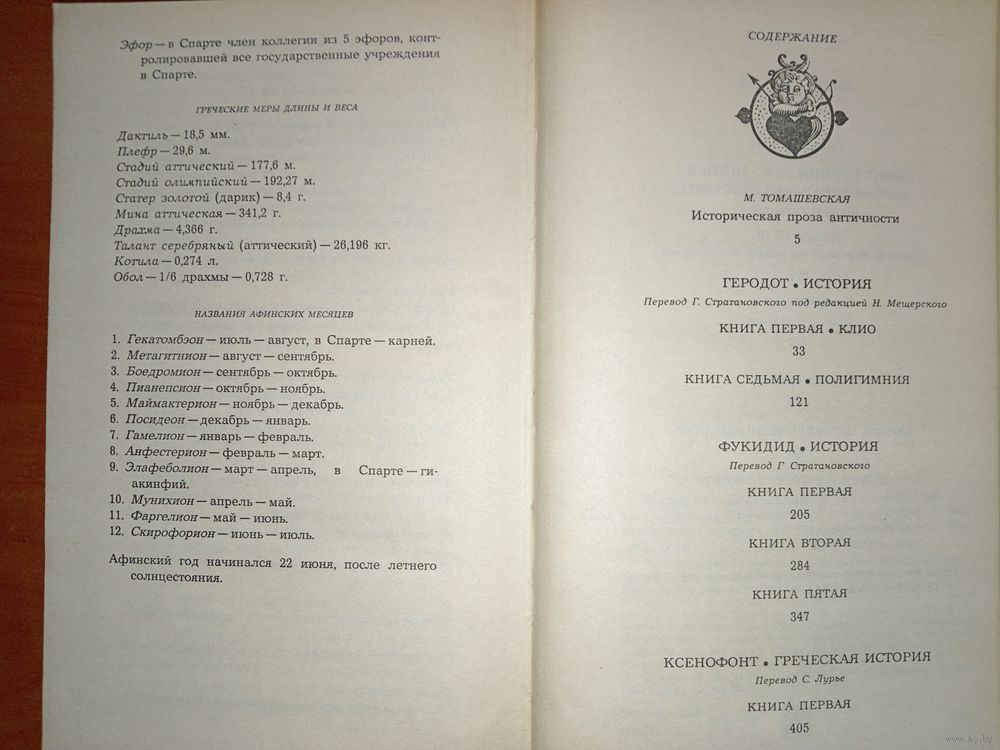 Эфор — в Спарте член коллегии из 5 эфоров, конт-
ролировавшей все государственные учреждения
в Спарте.
ГРЕЧЕСКИЕ МЕРЫ ДЛИНЫ И ВЕСА
Дактиль — 18,5 мм.
Плефр — 29,6 м.
Стадий аттический — 177,6 м.
Стадий олимпийский — 192,27 м.
Статер золотой (дарик) — 8,4 г.
Мина аттическая — 341,2 г.
Драхма — 4,366 г.
Талант серебряный (аттический) — 26,196 кг.
Котила — 0,274 л.
Обол — 1/6 драхмы — 0,728 г.
НАЗВАНИЯ АФИНСКИХ МЕСЯЦЕВ
1. Гекатомбэон — июль — август, в Спарте — карней.
2. Метагитнион — август — сентябрь.
3. Боедромион — сентябрь — октябрь.
4. Пианепсион — октябрь — ноябрь.
5. Маймактерион — ноябрь — декабрь.
6. Посидеон — декабрь — январь.
7. Гамелион — январь — февраль.
8. Анфестерион — февраль — март.
9. Элафеболион — март — апрель, в Спарте — ги-
акинфий.
10. Мунихион — апрель — май.
11. Фаргелион — май — июнь.
12. Скирофорион — июнь — июль.
Афинский год начинался 22 июня, после летнего
солнцестояния.
СОДЕРЖАНИЕ
М. ТОМАШЕВСКАЯ
Историческая проза античности
5
ГЕРОДОТ • ИСТОРИЯ
Перевод Г. Стратановского под редакцией Н. Мещерского
КНИГА ПЕРВАЯ • КЛИО
33
КНИГА СЕДЬМАЯ • ПОЛИГИМНИЯ
121
ФУКИДИД • ИСТОРИЯ
Перевод Г Стратановского
КНИГА ПЕРВАЯ
205
КНИГА ВТОРАЯ
284
КНИГА ПЯТАЯ
347
КСЕНОФОНТ • ГРЕЧЕСКАЯ ИСТОРИЯ
Перевод С. Лурье
КНИГА ПЕРВАЯ
405
www.ay.by